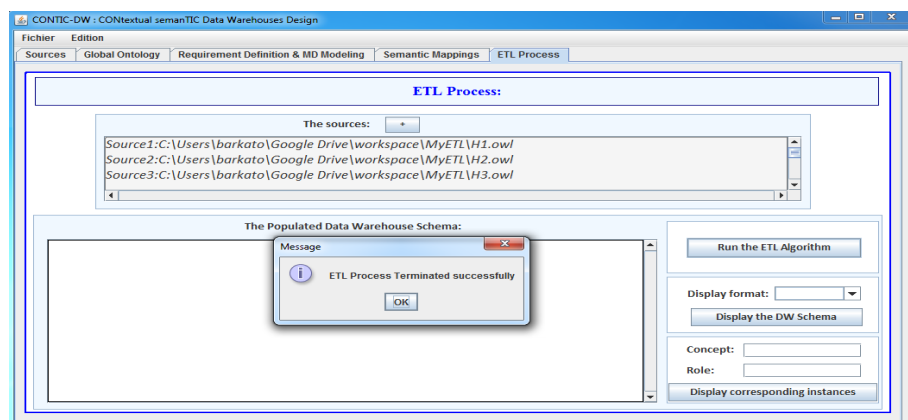 CONTIC-DW : CONtextual semanTIC Data Warehouses Design
Fichier Edition
Sources Global Ontology Requirement Definition & MD Modeling Semantic Mappings ETL Process
ETL Process:
The sources: +
Source1:C:\Users\barkato\Google Drive\workspace\MyETL\H1.owl
Source2:C:\Users\barkato\Google Drive\workspace\MyETL\H2.owl
Source3:C:\Users\barkato\Google Drive\workspace\MyETL\H3.owl
The Populated Data Warehouse Schema:
Message
ETL Process Terminated successfully
OK
Run the ETL Algorithm
Display format:
Display the DW Schema
Concept:
Role:
Display corresponding instances